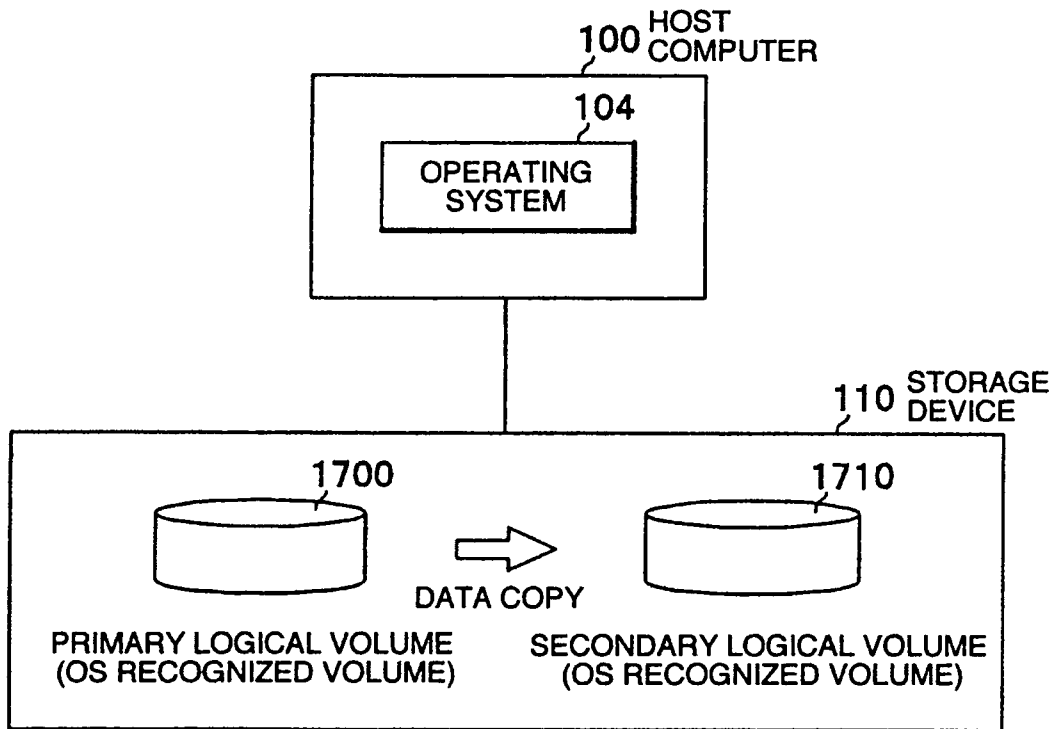 100 HOST
COMPUTER
104
OPERATING
SYSTEM
110 STORAGE
DEVICE
1700
1710
DATA COPY
PRIMARY LOGICAL VOLUME
(OS RECOGNIZED VOLUME)
SECONDARY LOGICAL VOLUME
(OS RECOGNIZED VOLUME)